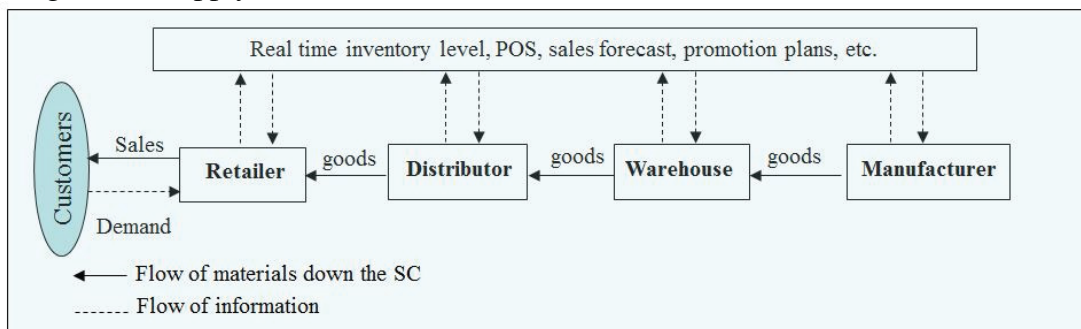 Real time inventory level, POS, sales forecast, promotion plans, etc.
Customers
Sales
Demand
Retailer
goods
Distributor
goods
Warehouse
goods
Manufacturer
Flow of materials down the SC
Flow of information